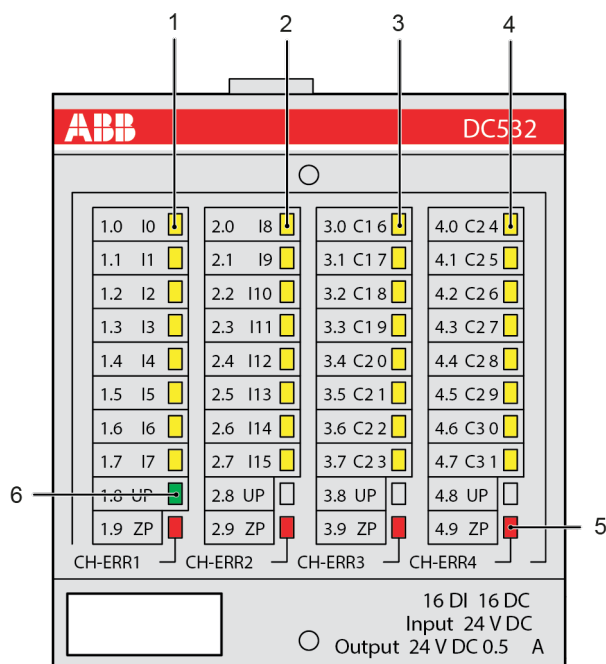 1 2 3 4
ABB DC532
1.0 I0 2.0 I8 3.0 C16 4.0 C24
1.1 I1 2.1 I9 3.1 C17 4.1 C25
1.2 I2 2.2 I10 3.2 C18 4.2 C26
1.3 I3 2.3 I11 3.3 C19 4.3 C27
1.4 I4 2.4 I12 3.4 C20 4.4 C28
1.5 I5 2.5 I13 3.5 C21 4.5 C29
1.6 I6 2.6 I14 3.6 C22 4.6 C30
1.7 I7 2.7 I15 3.7 C23 4.7 C31
6 1.8 UP 2.8 UP 3.8 UP 4.8 UP
1.9 ZP 2.9 ZP 3.9 ZP 4.9 ZP 5
CH-ERR1 CH-ERR2 CH-ERR3 CH-ERR4
16 DI 16 DC
Input 24 V DC
Output 24 V DC 0.5 A